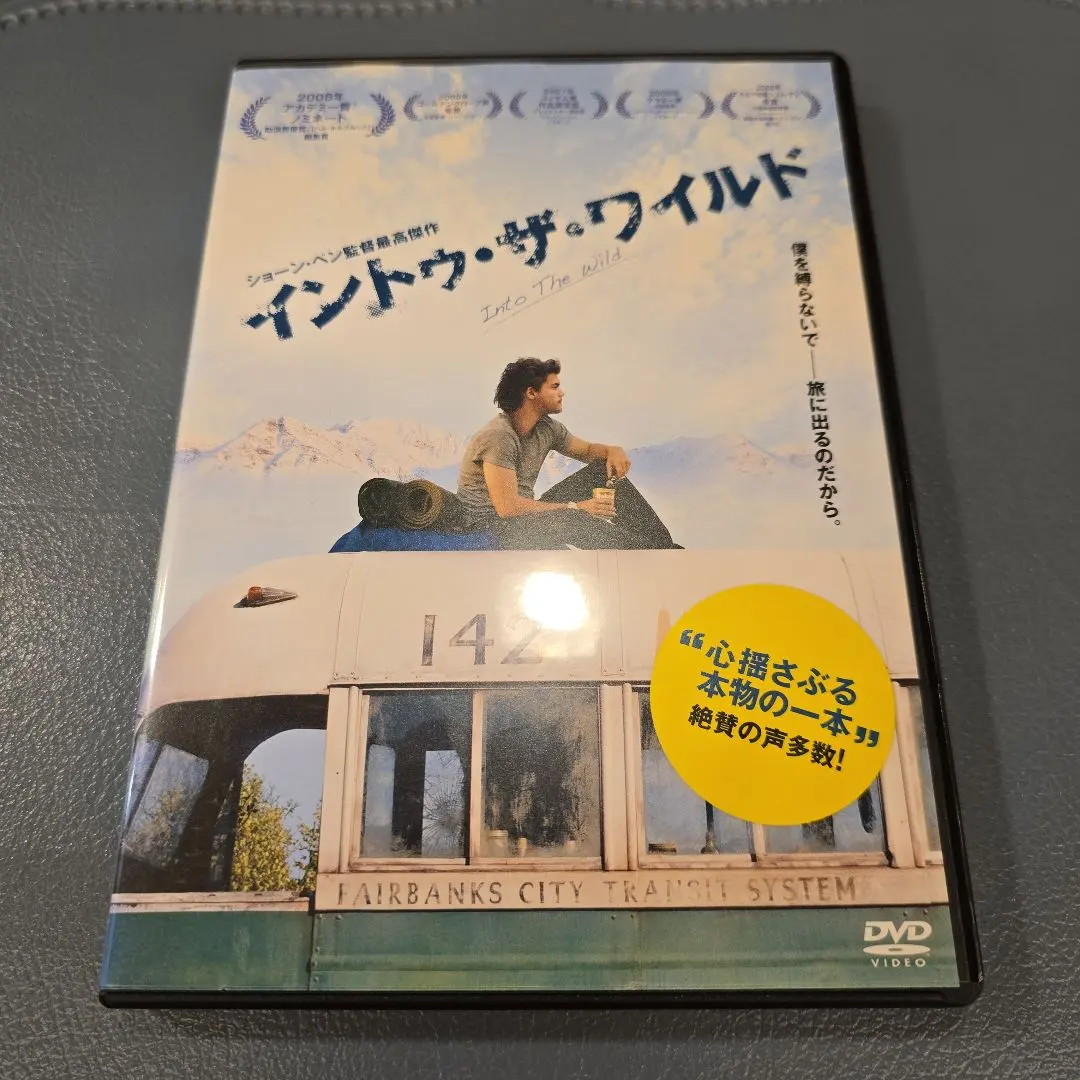 2008年
アカデミー賞
ノミネート
ショーン・ペン監督最高傑作
イントゥ・ザ・ワイルド
Into The Wild
僕を縛らないで——旅に出るのだから。
142
“心揺さぶる
本物の一本”
絶賛の声多数!
FAIRBANKS CITY TRANSIT SYSTEM
DVD
VIDEO